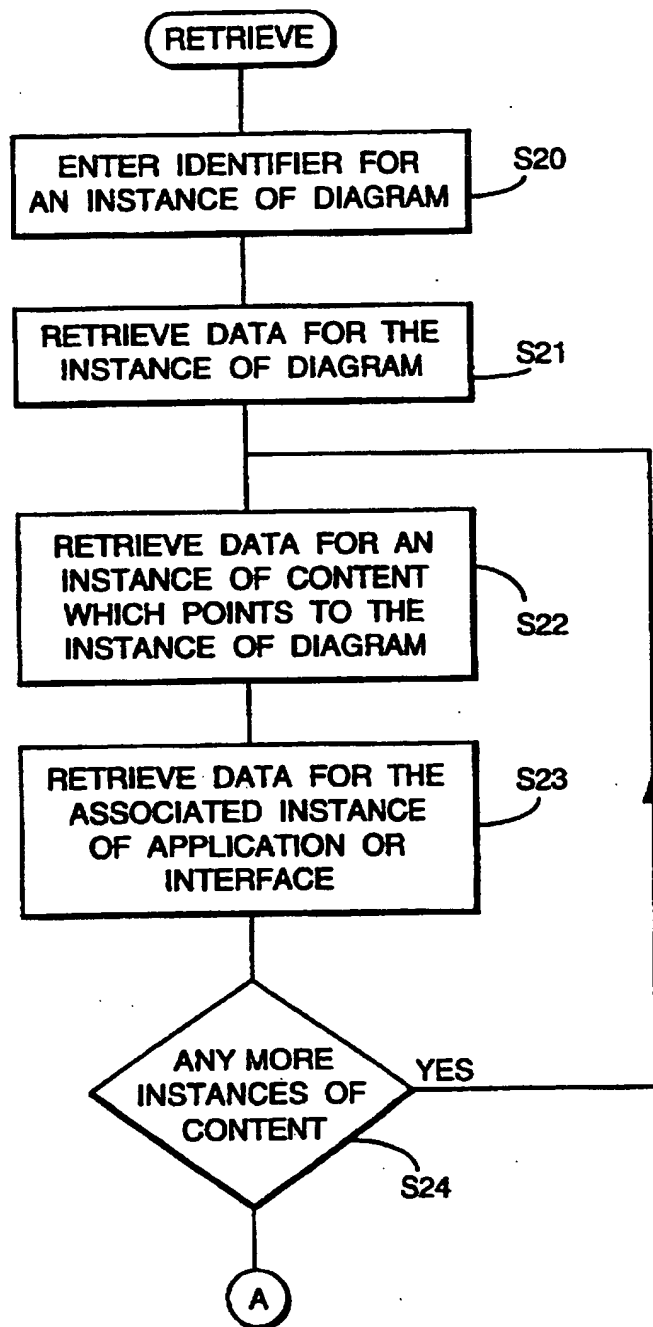 RETRIEVE
ENTER IDENTIFIER FOR
AN INSTANCE OF DIAGRAM
S20
RETRIEVE DATA FOR THE
INSTANCE OF DIAGRAM
S21
RETRIEVE DATA FOR AN
INSTANCE OF CONTENT
WHICH POINTS TO THE
INSTANCE OF DIAGRAM
S22
RETRIEVE DATA FOR THE
ASSOCIATED INSTANCE
OF APPLICATION OR
INTERFACE
S23
ANY MORE
INSTANCES OF
CONTENT
YES
S24
A